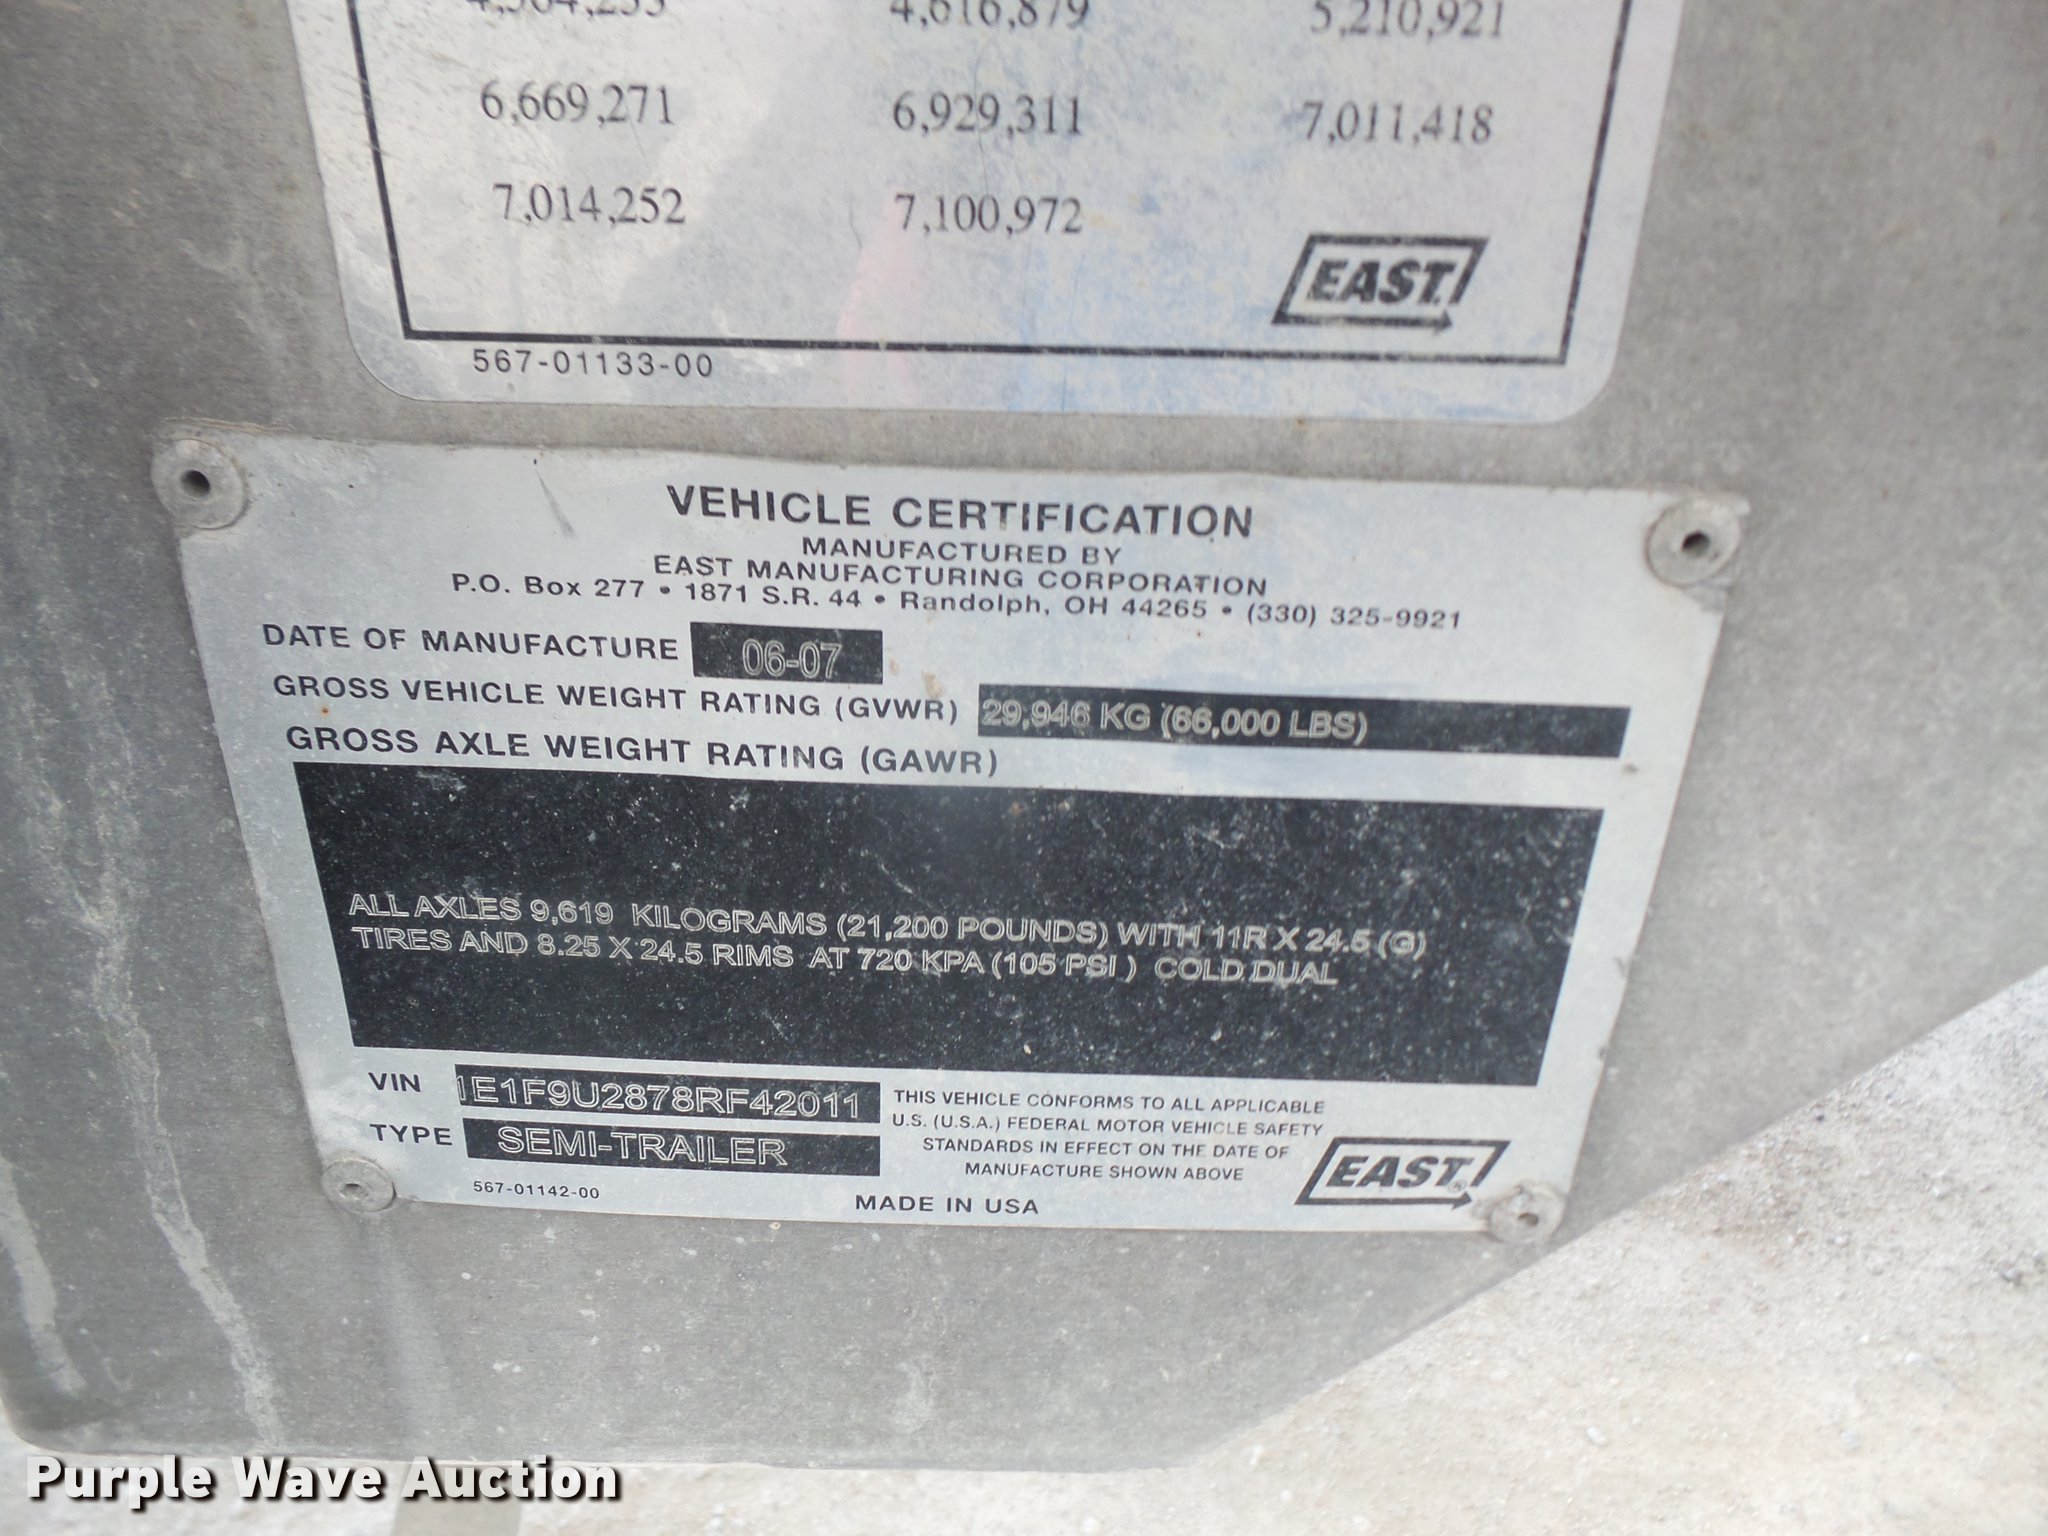 4,616,879 5,210,921
6,669,271 6,929,311 7,011,418
7,014,252 7,100,972
EAST
567-01133-00
VEHICLE CERTIFICATION
MANUFACTURED BY
EAST MANUFACTURING CORPORATION
P.O. Box 277 • 1871 S.R. 44 • Randolph, OH 44265 • (330) 325-9921
DATE OF MANUFACTURE 06-07
GROSS VEHICLE WEIGHT RATING (GVWR) 29,946 KG (66,000 LBS)
GROSS AXLE WEIGHT RATING (GAWR)
ALL AXLES 9,619 KILOGRAMS (21,200 POUNDS) WITH 11R X 24.5 (G)
TIRES AND 8.25 X 24.5 RIMS AT 720 KPA (105 PSI ) COLD DUAL
VIN 1E1F9U2878RF42011
TYPE SEMI-TRAILER
567-01142-00
THIS VEHICLE CONFORMS TO ALL APPLICABLE
U.S. (U.S.A.) FEDERAL MOTOR VEHICLE SAFETY
STANDARDS IN EFFECT ON THE DATE OF
MANUFACTURE SHOWN ABOVE
MADE IN USA
EAST®
Purple Wave Auction